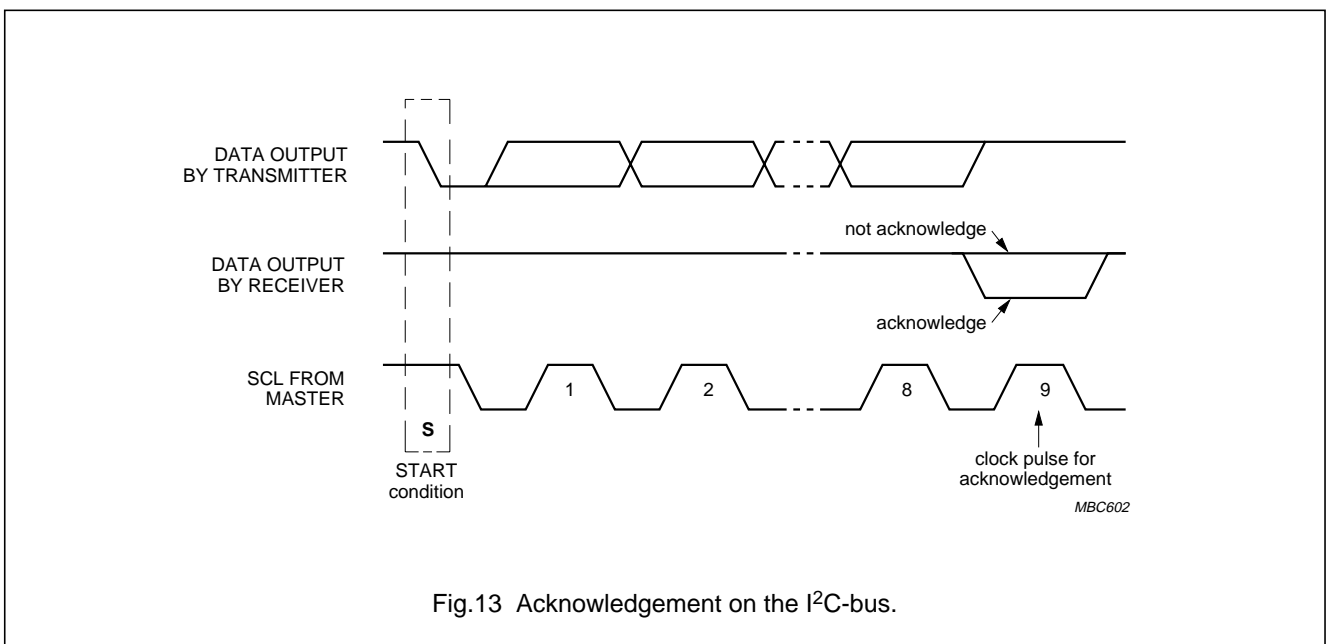 DATA OUTPUT
BY TRANSMITTER
not acknowledge
DATA OUTPUT
BY RECEIVER
acknowledge
SCL FROM
MASTER
1
2
8
9
S
START
condition
clock pulse for
acknowledgement
MBC602
Fig.13 Acknowledgement on the I²C-bus.